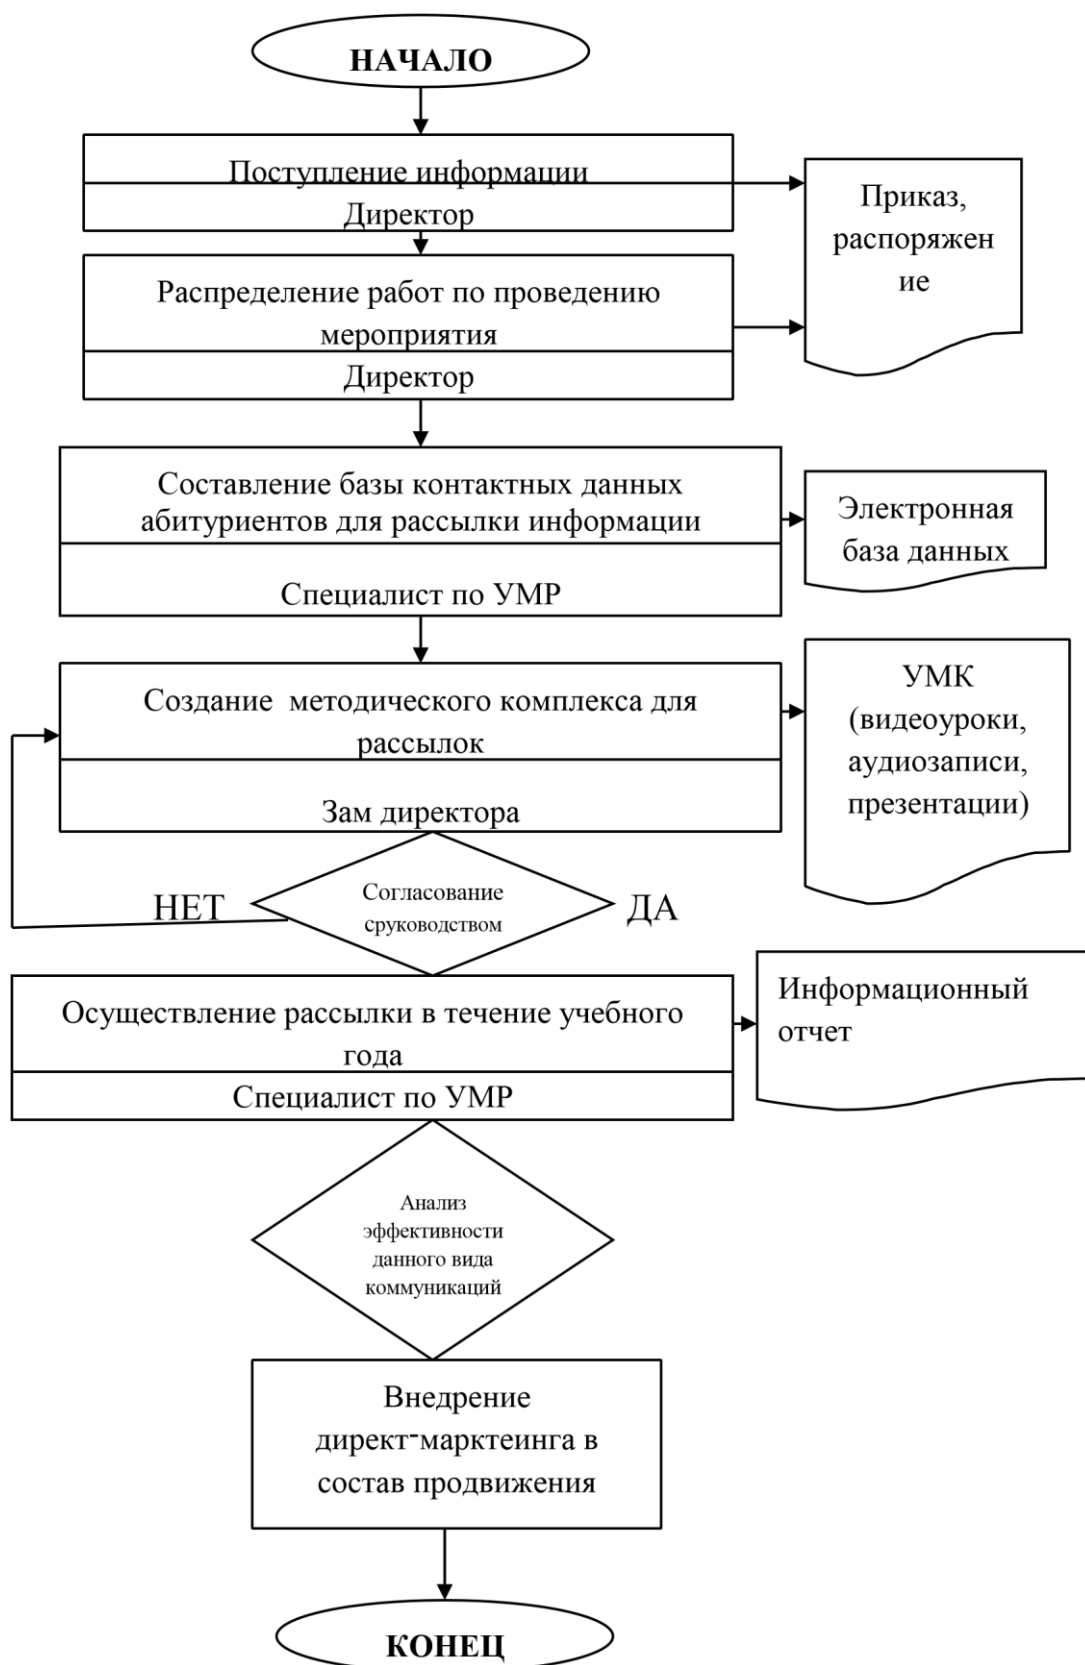 НАЧАЛО
Поступление информации
Директор
Приказ,
распоряжен
ие
Распределение работ по проведению
мероприятия
Директор
Составление базы контактных данных
абитуриентов для рассылки информации
Специалист по УМР
Электронная
база данных
Создание методического комплекса для
рассылок
Зам директора
УМК
(видеоуроки,
аудиозаписи,
презентации)
НЕТ
Согласование
сруководством
ДА
Осуществление рассылки в течение учебного
года
Специалист по УМР
Информационный
отчет
Анализ
эффективности
данного вида
коммуникаций
Внедрение
директ-марктеинга в
состав продвижения
КОНЕЦ